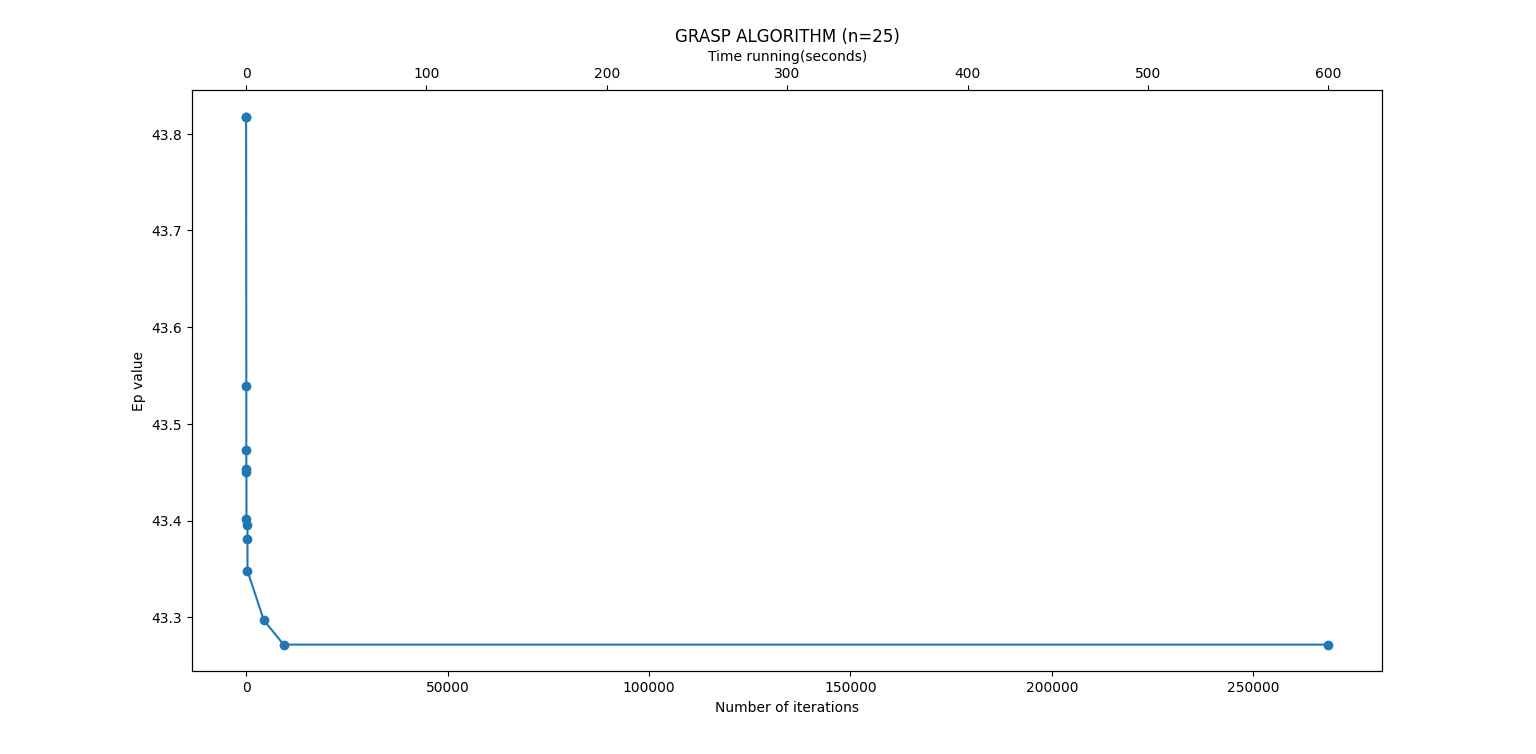 GRASP ALGORITHM (n=25)
Time running(seconds)
0 100 200 300 400 500 600
43.8
43.7
43.6
43.5
43.4
43.3
Ep value
0 50000 100000 150000 200000 250000
Number of iterations